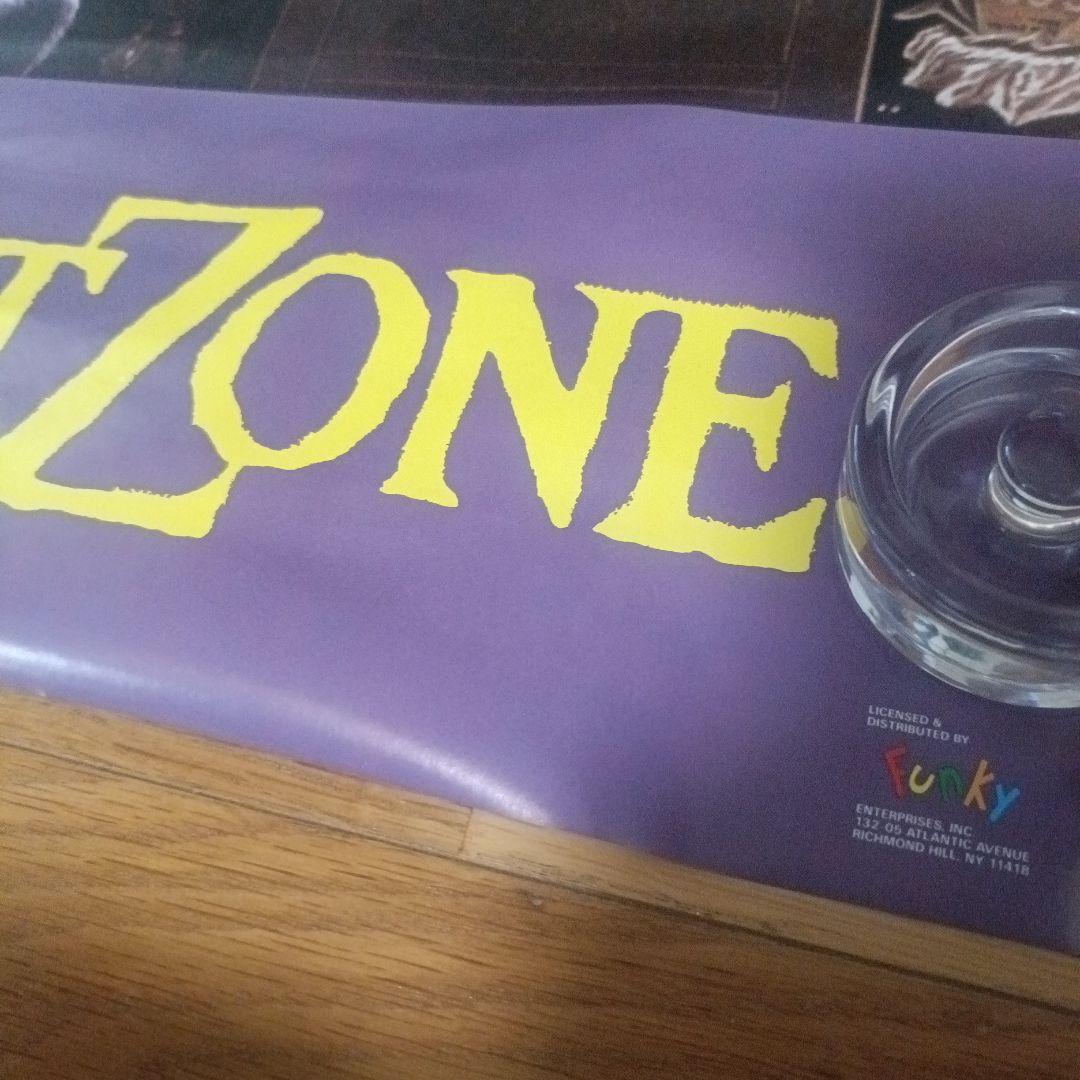 TZONE
LICENSED &
DISTRIBUTED BY
Funky
ENTERPRISES, INC
132-05 ATLANTIC AVENUE
RICHMOND HILL, NY 11418